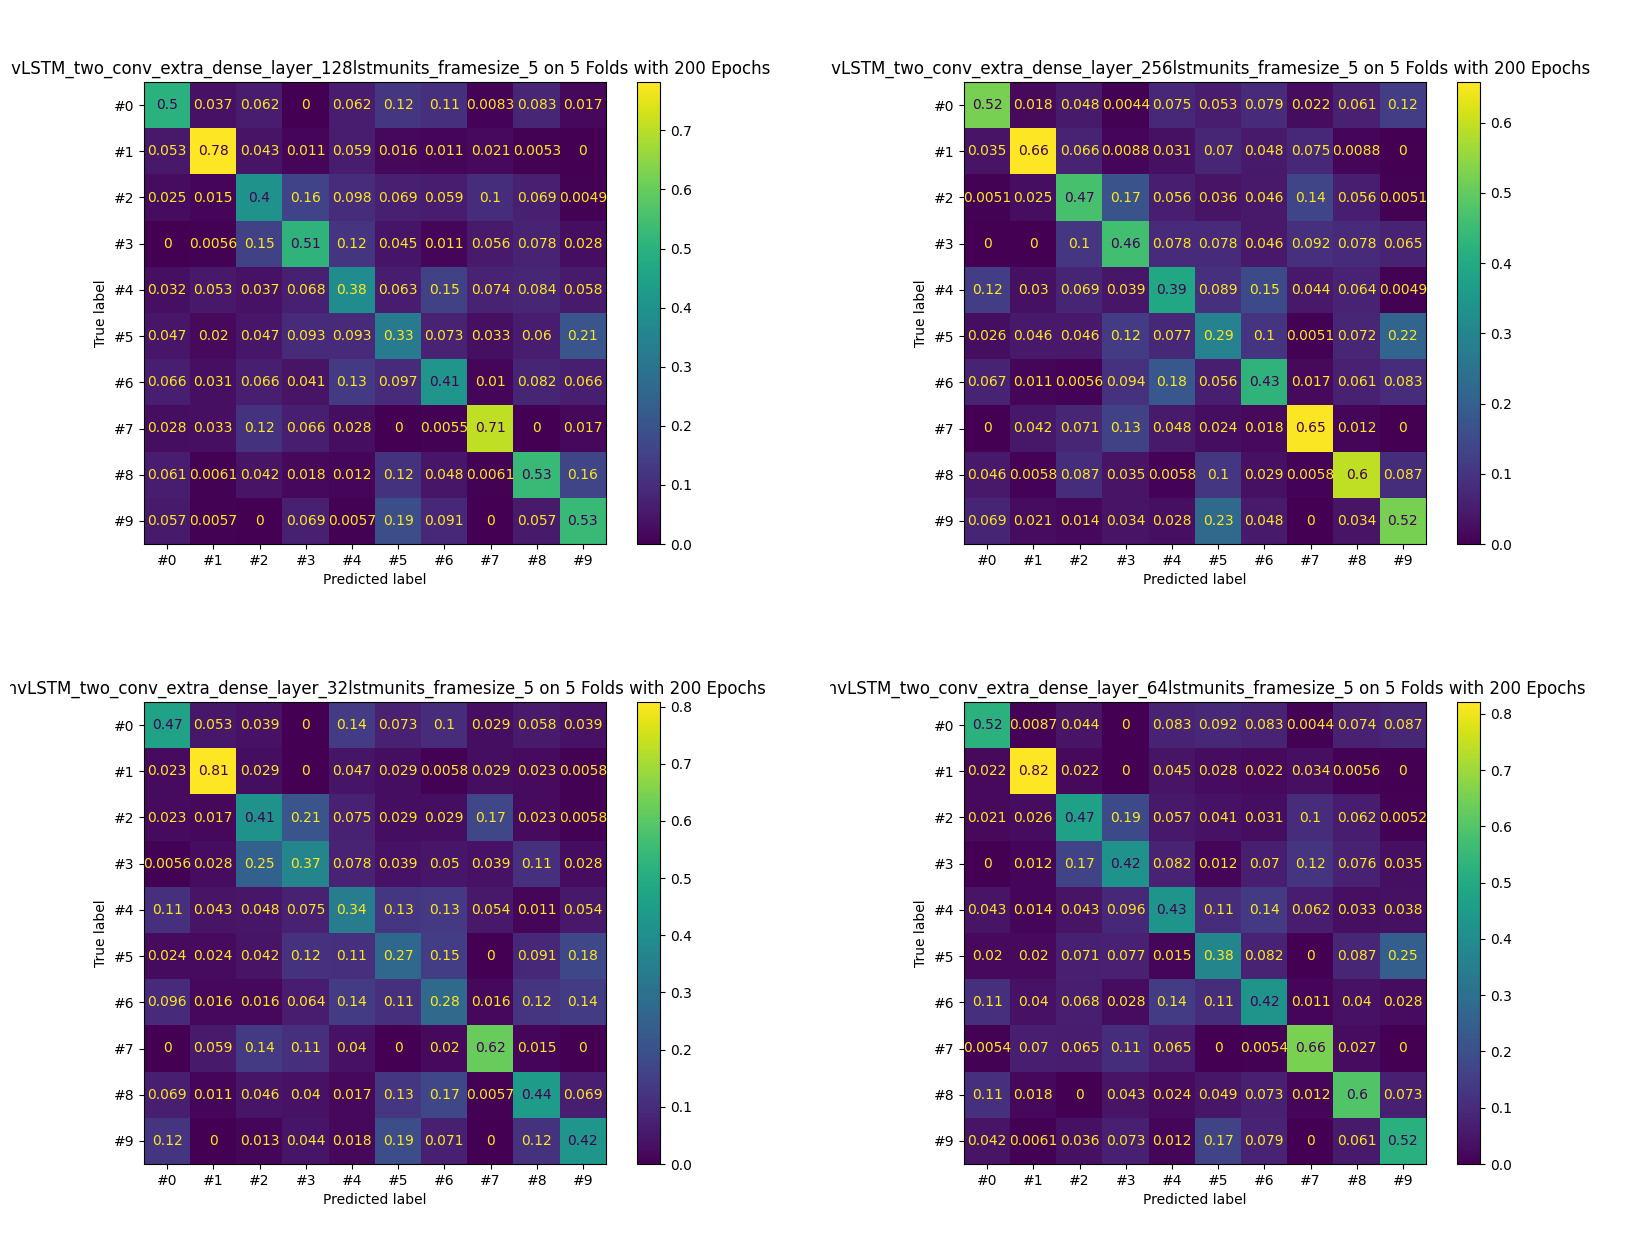 vLSTM_two_conv_extra_dense_layer_128lstmunits_framesize_5 on 5 Folds with 200 Epochs
#0 0.5 0.037 0.062 0 0.062 0.12 0.11 0.0083 0.083 0.017
#1 0.053 0.78 0.043 0.011 0.059 0.016 0.011 0.021 0.0053 0
#2 0.025 0.015 0.4 0.16 0.098 0.069 0.059 0.1 0.069 0.0049
#3 0 0.0056 0.15 0.51 0.12 0.045 0.011 0.056 0.078 0.028
#4 0.032 0.053 0.037 0.068 0.38 0.063 0.15 0.074 0.084 0.058
#5 0.047 0.02 0.047 0.093 0.093 0.33 0.073 0.033 0.06 0.21
#6 0.066 0.031 0.066 0.041 0.13 0.097 0.41 0.01 0.082 0.066
#7 0.028 0.033 0.12 0.066 0.028 0 0.0055 0.71 0 0.017
#8 0.061 0.0061 0.042 0.018 0.012 0.12 0.048 0.0061 0.53 0.16
#9 0.057 0.0057 0 0.069 0.0057 0.19 0.091 0 0.057 0.53
#0 #1 #2 #3 #4 #5 #6 #7 #8 #9
Predicted label
True label
0.7
0.6
0.5
0.4
0.3
0.2
0.1
0.0
vLSTM_two_conv_extra_dense_layer_256lstmunits_framesize_5 on 5 Folds with 200 Epochs
#0 0.52 0.018 0.048 0.0044 0.075 0.053 0.079 0.022 0.061 0.12
#1 0.035 0.66 0.066 0.0088 0.031 0.07 0.048 0.075 0.0088 0
#2 0.0051 0.025 0.47 0.17 0.056 0.036 0.046 0.14 0.056 0.0051
#3 0 0 0.1 0.46 0.078 0.078 0.046 0.092 0.078 0.065
#4 0.12 0.03 0.069 0.039 0.39 0.089 0.15 0.044 0.064 0.0049
#5 0.026 0.046 0.046 0.12 0.077 0.29 0.1 0.0051 0.072 0.22
#6 0.067 0.011 0.0056 0.094 0.18 0.056 0.43 0.017 0.061 0.083
#7 0 0.042 0.071 0.13 0.048 0.024 0.018 0.65 0.012 0
#8 0.046 0.0058 0.087 0.035 0.0058 0.1 0.029 0.0058 0.6 0.087
#9 0.069 0.021 0.014 0.034 0.028 0.23 0.048 0 0.034 0.52
#0 #1 #2 #3 #4 #5 #6 #7 #8 #9
Predicted label
True label
0.6
0.5
0.4
0.3
0.2
0.1
0.0
nvLSTM_two_conv_extra_dense_layer_32lstmunits_framesize_5 on 5 Folds with 200 Epochs
#0 0.47 0.053 0.039 0 0.14 0.073 0.1 0.029 0.058 0.039
#1 0.023 0.81 0.029 0 0.047 0.029 0.0058 0.029 0.023 0.0058
#2 0.023 0.017 0.41 0.21 0.075 0.029 0.029 0.17 0.023 0.0058
#3 0.0056 0.028 0.25 0.37 0.078 0.039 0.05 0.039 0.11 0.028
#4 0.11 0.043 0.048 0.075 0.34 0.13 0.13 0.054 0.011 0.054
#5 0.024 0.024 0.042 0.12 0.11 0.27 0.15 0 0.091 0.18
#6 0.096 0.016 0.016 0.064 0.14 0.11 0.28 0.016 0.12 0.14
#7 0 0.059 0.14 0.11 0.04 0 0.02 0.62 0.015 0
#8 0.069 0.011 0.046 0.04 0.017 0.13 0.17 0.0057 0.44 0.069
#9 0.12 0 0.013 0.044 0.018 0.19 0.071 0 0.12 0.42
#0 #1 #2 #3 #4 #5 #6 #7 #8 #9
Predicted label
True label
0.8
0.7
0.6
0.5
0.4
0.3
0.2
0.1
0.0
nvLSTM_two_conv_extra_dense_layer_64lstmunits_framesize_5 on 5 Folds with 200 Epochs
#0 0.52 0.0087 0.044 0 0.083 0.092 0.083 0.0044 0.074 0.087
#1 0.022 0.82 0.022 0 0.045 0.028 0.022 0.034 0.0056 0
#2 0.021 0.026 0.47 0.19 0.057 0.041 0.031 0.1 0.062 0.0052
#3 0 0.012 0.17 0.42 0.082 0.012 0.07 0.12 0.076 0.035
#4 0.043 0.014 0.043 0.096 0.43 0.11 0.14 0.062 0.033 0.038
#5 0.02 0.02 0.071 0.077 0.015 0.38 0.082 0 0.087 0.25
#6 0.11 0.04 0.068 0.028 0.14 0.11 0.42 0.011 0.04 0.028
#7 0.0054 0.07 0.065 0.11 0.065 0 0.0054 0.66 0.027 0
#8 0.11 0.018 0 0.043 0.024 0.049 0.073 0.012 0.6 0.073
#9 0.042 0.0061 0.036 0.073 0.012 0.17 0.079 0 0.061 0.52
#0 #1 #2 #3 #4 #5 #6 #7 #8 #9
Predicted label
True label
0.8
0.7
0.6
0.5
0.4
0.3
0.2
0.1
0.0